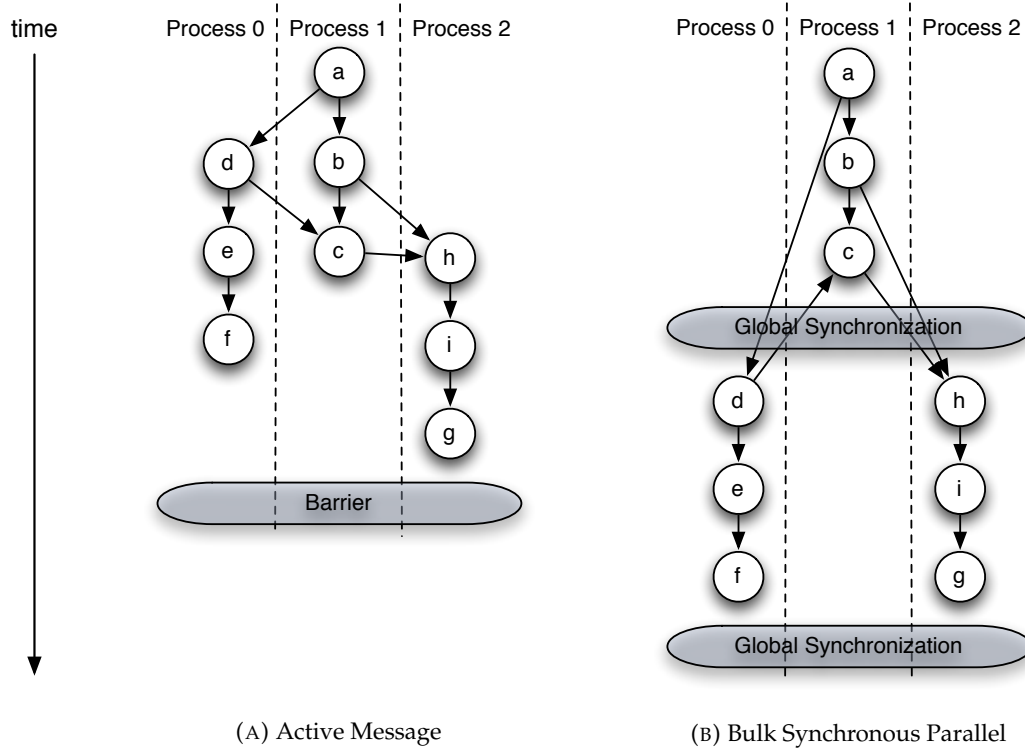 time
Process 0 Process 1 Process 2
a
d b
e c h
f i
g
Barrier
(A) Active Message
Process 0 Process 1 Process 2
a
b
c
Global Synchronization
d h
e i
f g
Global Synchronization
(B) Bulk Synchronous Parallel